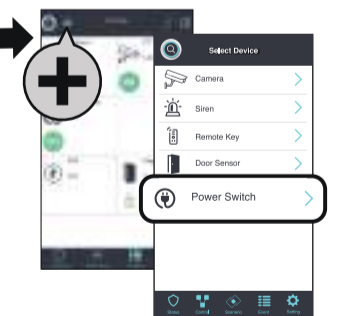 Select Device
Camera
Siren
Remote Key
Door Sensor
Power Switch
Status Control Scenario Event Setting